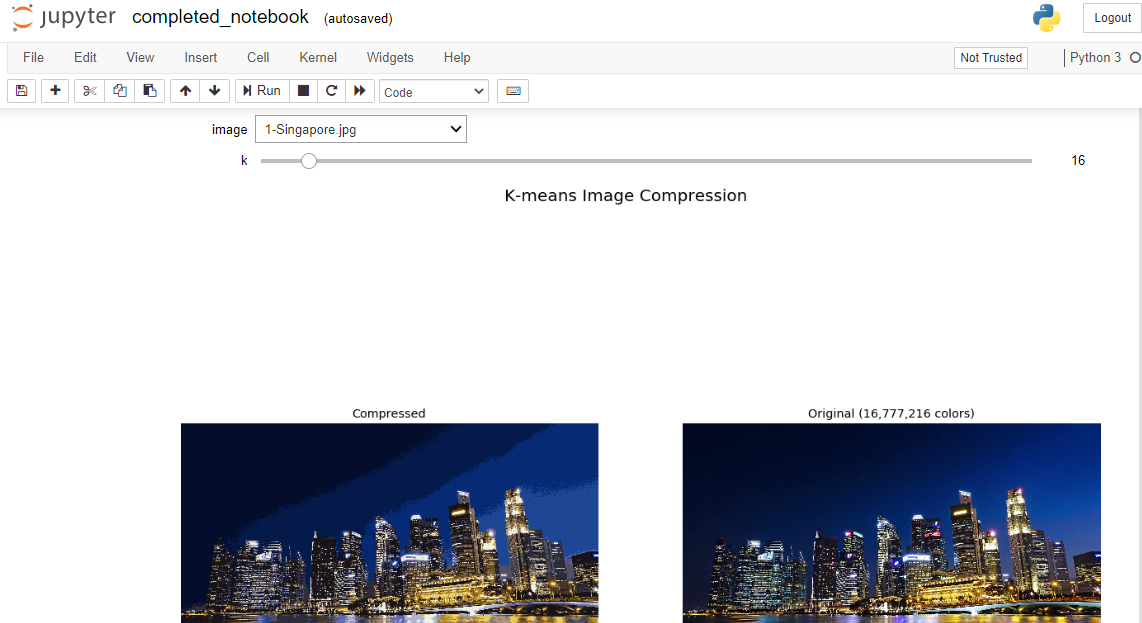 jupyter completed_notebook (autosaved)
Logout
File Edit View Insert Cell Kernel Widgets Help
Not Trusted
Python 3
Run
Code
image 1-Singapore.jpg
k 16
K-means Image Compression
Compressed
Original (16,777,216 colors)